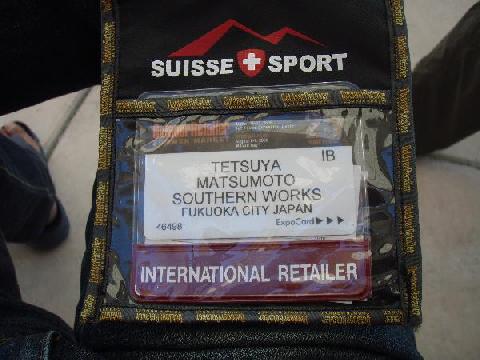 SUISSE SPORT
IB
TETSUYA
MATSUMOTO
SOUTHERN WORKS
FUKUOKA CITY JAPAN
46498 ExpoCard
INTERNATIONAL RETAILER